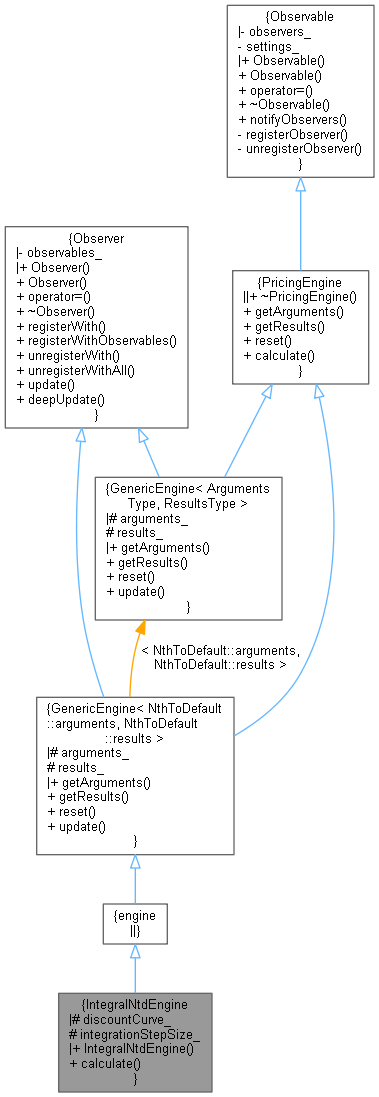 {Observable
|- observers_
- settings_
|+ Observable()
+ Observable()
+ operator=()
+ ~Observable()
+ notifyObservers()
- registerObserver()
- unregisterObserver()
}
{Observer
|- observables_
|+ Observer()
+ Observer()
+ operator=()
+ ~Observer()
+ registerWith()
+ registerWithObservables()
+ unregisterWith()
+ unregisterWithAll()
+ update()
+ deepUpdate()
}
{PricingEngine
||+ ~PricingEngine()
+ getArguments()
+ getResults()
+ reset()
+ calculate()
}
{GenericEngine< Arguments
Type, ResultsType >
|# arguments_
# results_
|+ getArguments()
+ getResults()
+ reset()
+ update()
}
< NthToDefault::arguments,
NthToDefault::results >
{GenericEngine< NthToDefault
::arguments, NthToDefault
::results >
|# arguments_
# results_
|+ getArguments()
+ getResults()
+ reset()
+ update()
}
{engine
||}
{IntegralNtdEngine
|# discountCurve_
# integrationStepSize_
|+ IntegralNtdEngine()
+ calculate()
}